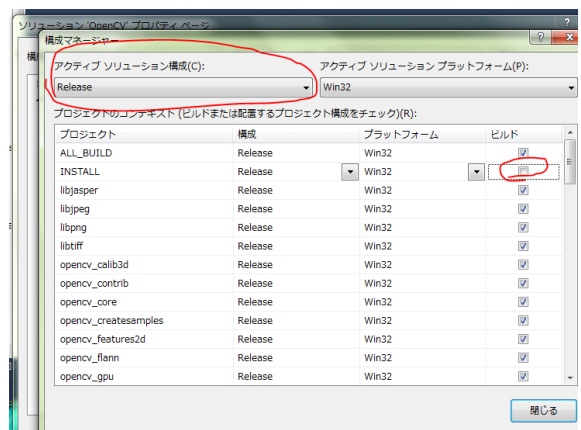 ソリューション 'OpenCV' プロパティ ページ
構成マネージャー
アクティブ ソリューション構成(C): アクティブ ソリューション プラットフォーム(P):
Release Win32
プロジェクトのコンテキスト (ビルドまたは配置するプロジェクト構成をチェック)(R):
プロジェクト 構成 プラットフォーム ビルド
ALL_BUILD Release Win32
INSTALL Release Win32
libjasper Release Win32
libjpeg Release Win32
libpng Release Win32
libtiff Release Win32
opencv_calib3d Release Win32
opencv_contrib Release Win32
opencv_core Release Win32
opencv_createsamples Release Win32
opencv_features2d Release Win32
opencv_flann Release Win32
opencv_gpu Release Win32
閉じる